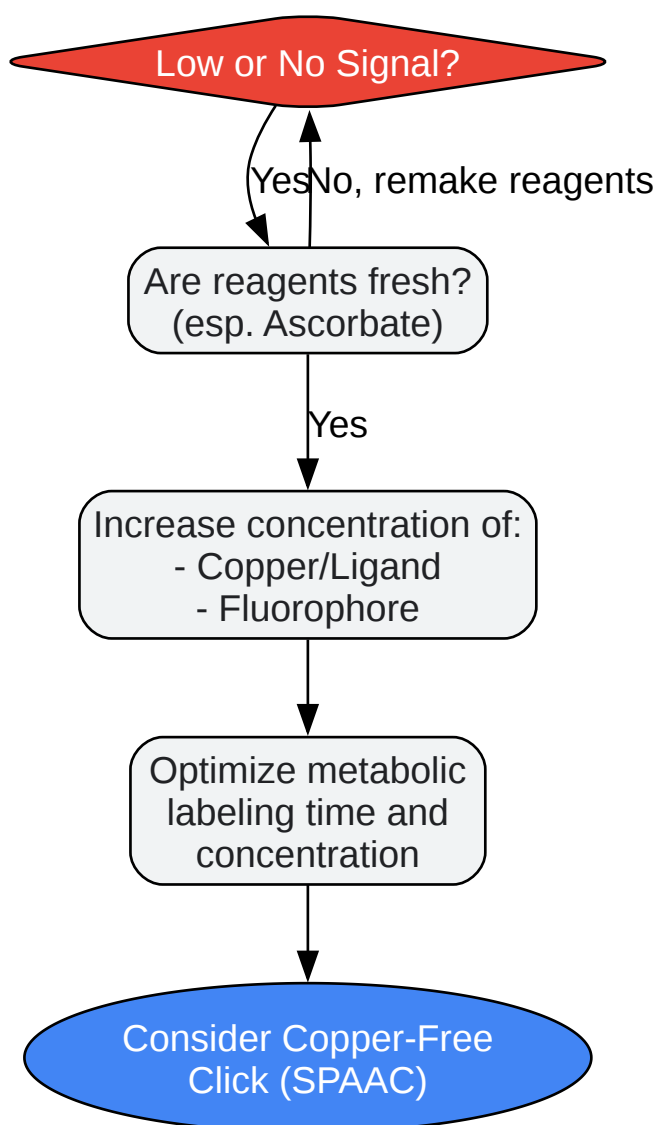 Low or No Signal?
Yes
No, remake reagents
Are reagents fresh?
(esp. Ascorbate)
Yes
Increase concentration of:
- Copper/Ligand
- Fluorophore
Optimize metabolic
labeling time and
concentration
Consider Copper-Free
Click (SPAAC)